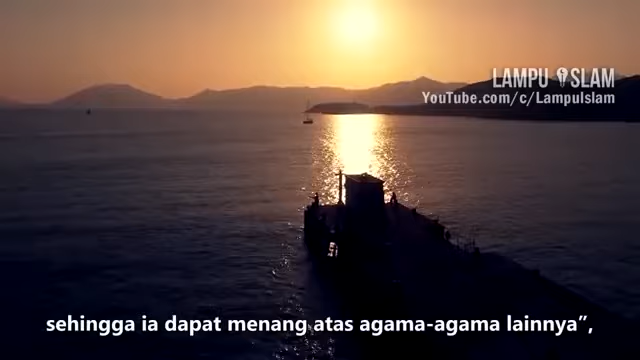 LAMPU ISLAM
YouTube.com/c/LampuIslam
sehingga ia dapat menang atas agama-agama lainnya”,